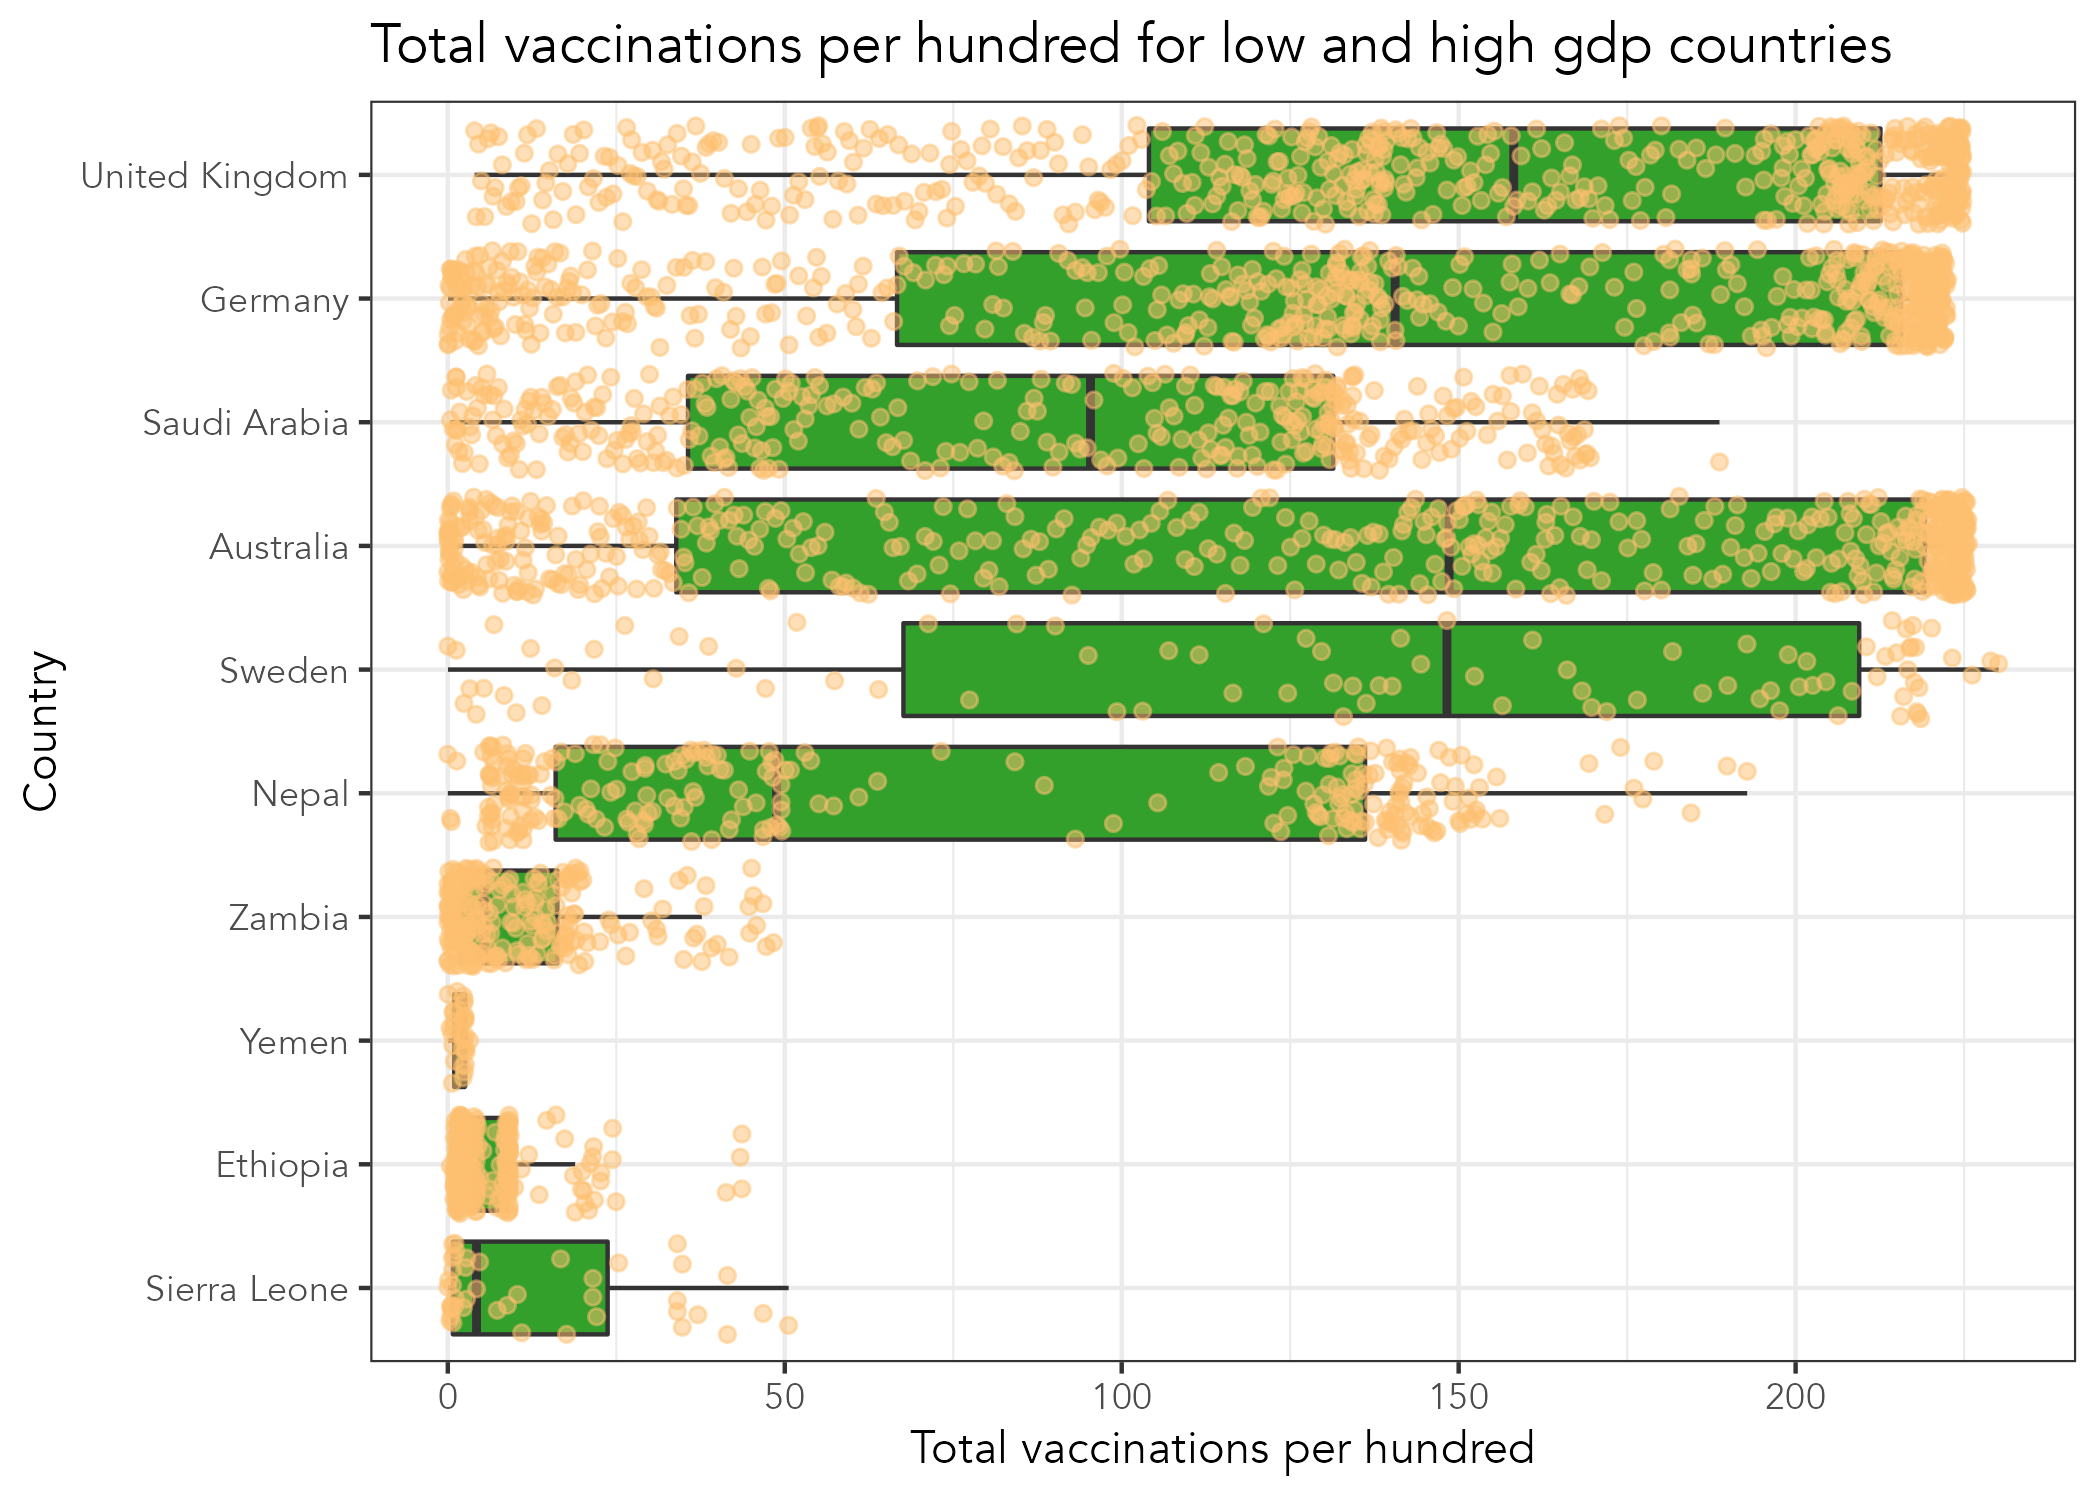 Total vaccinations per hundred for low and high gdp countries
Country
United Kingdom
Germany
Saudi Arabia
Australia
Sweden
Nepal
Zambia
Yemen
Ethiopia
Sierra Leone
0 50 100 150 200
Total vaccinations per hundred